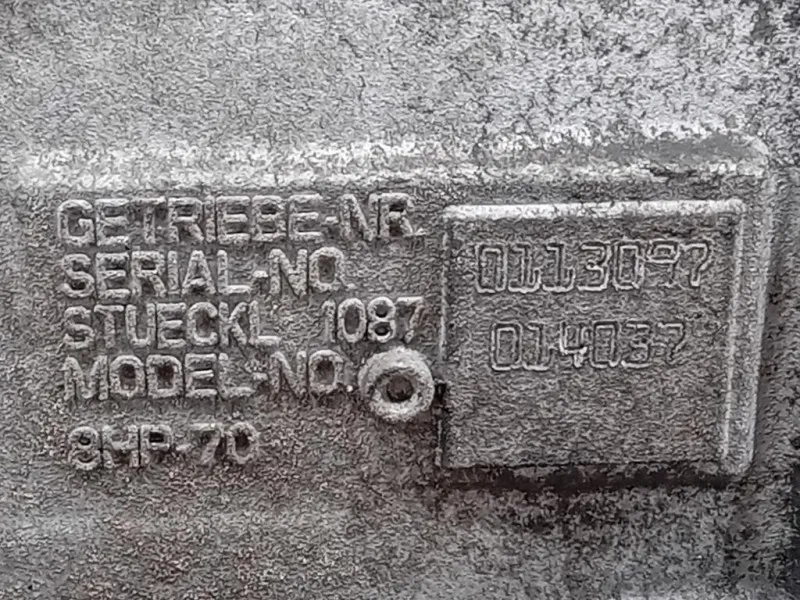 GETRIEBE-NR.
SERIAL-NO.
STUECKL 1087
MODEL-NO.
8HP-70
0113097
014037